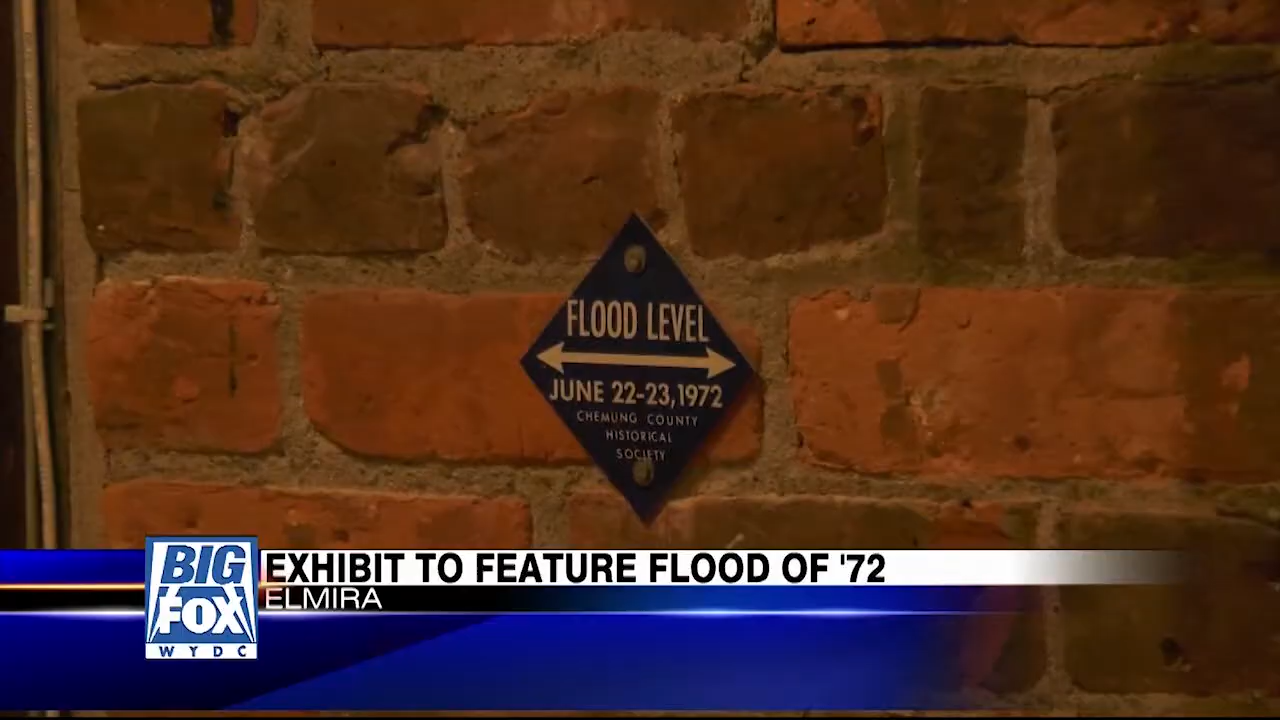 FLOOD LEVEL
JUNE 22-23, 1972
CHEMUNG COUNTY
HISTORICAL
SOCIETY
BIG
FOX
WYDC
EXHIBIT TO FEATURE FLOOD OF '72
ELMIRA